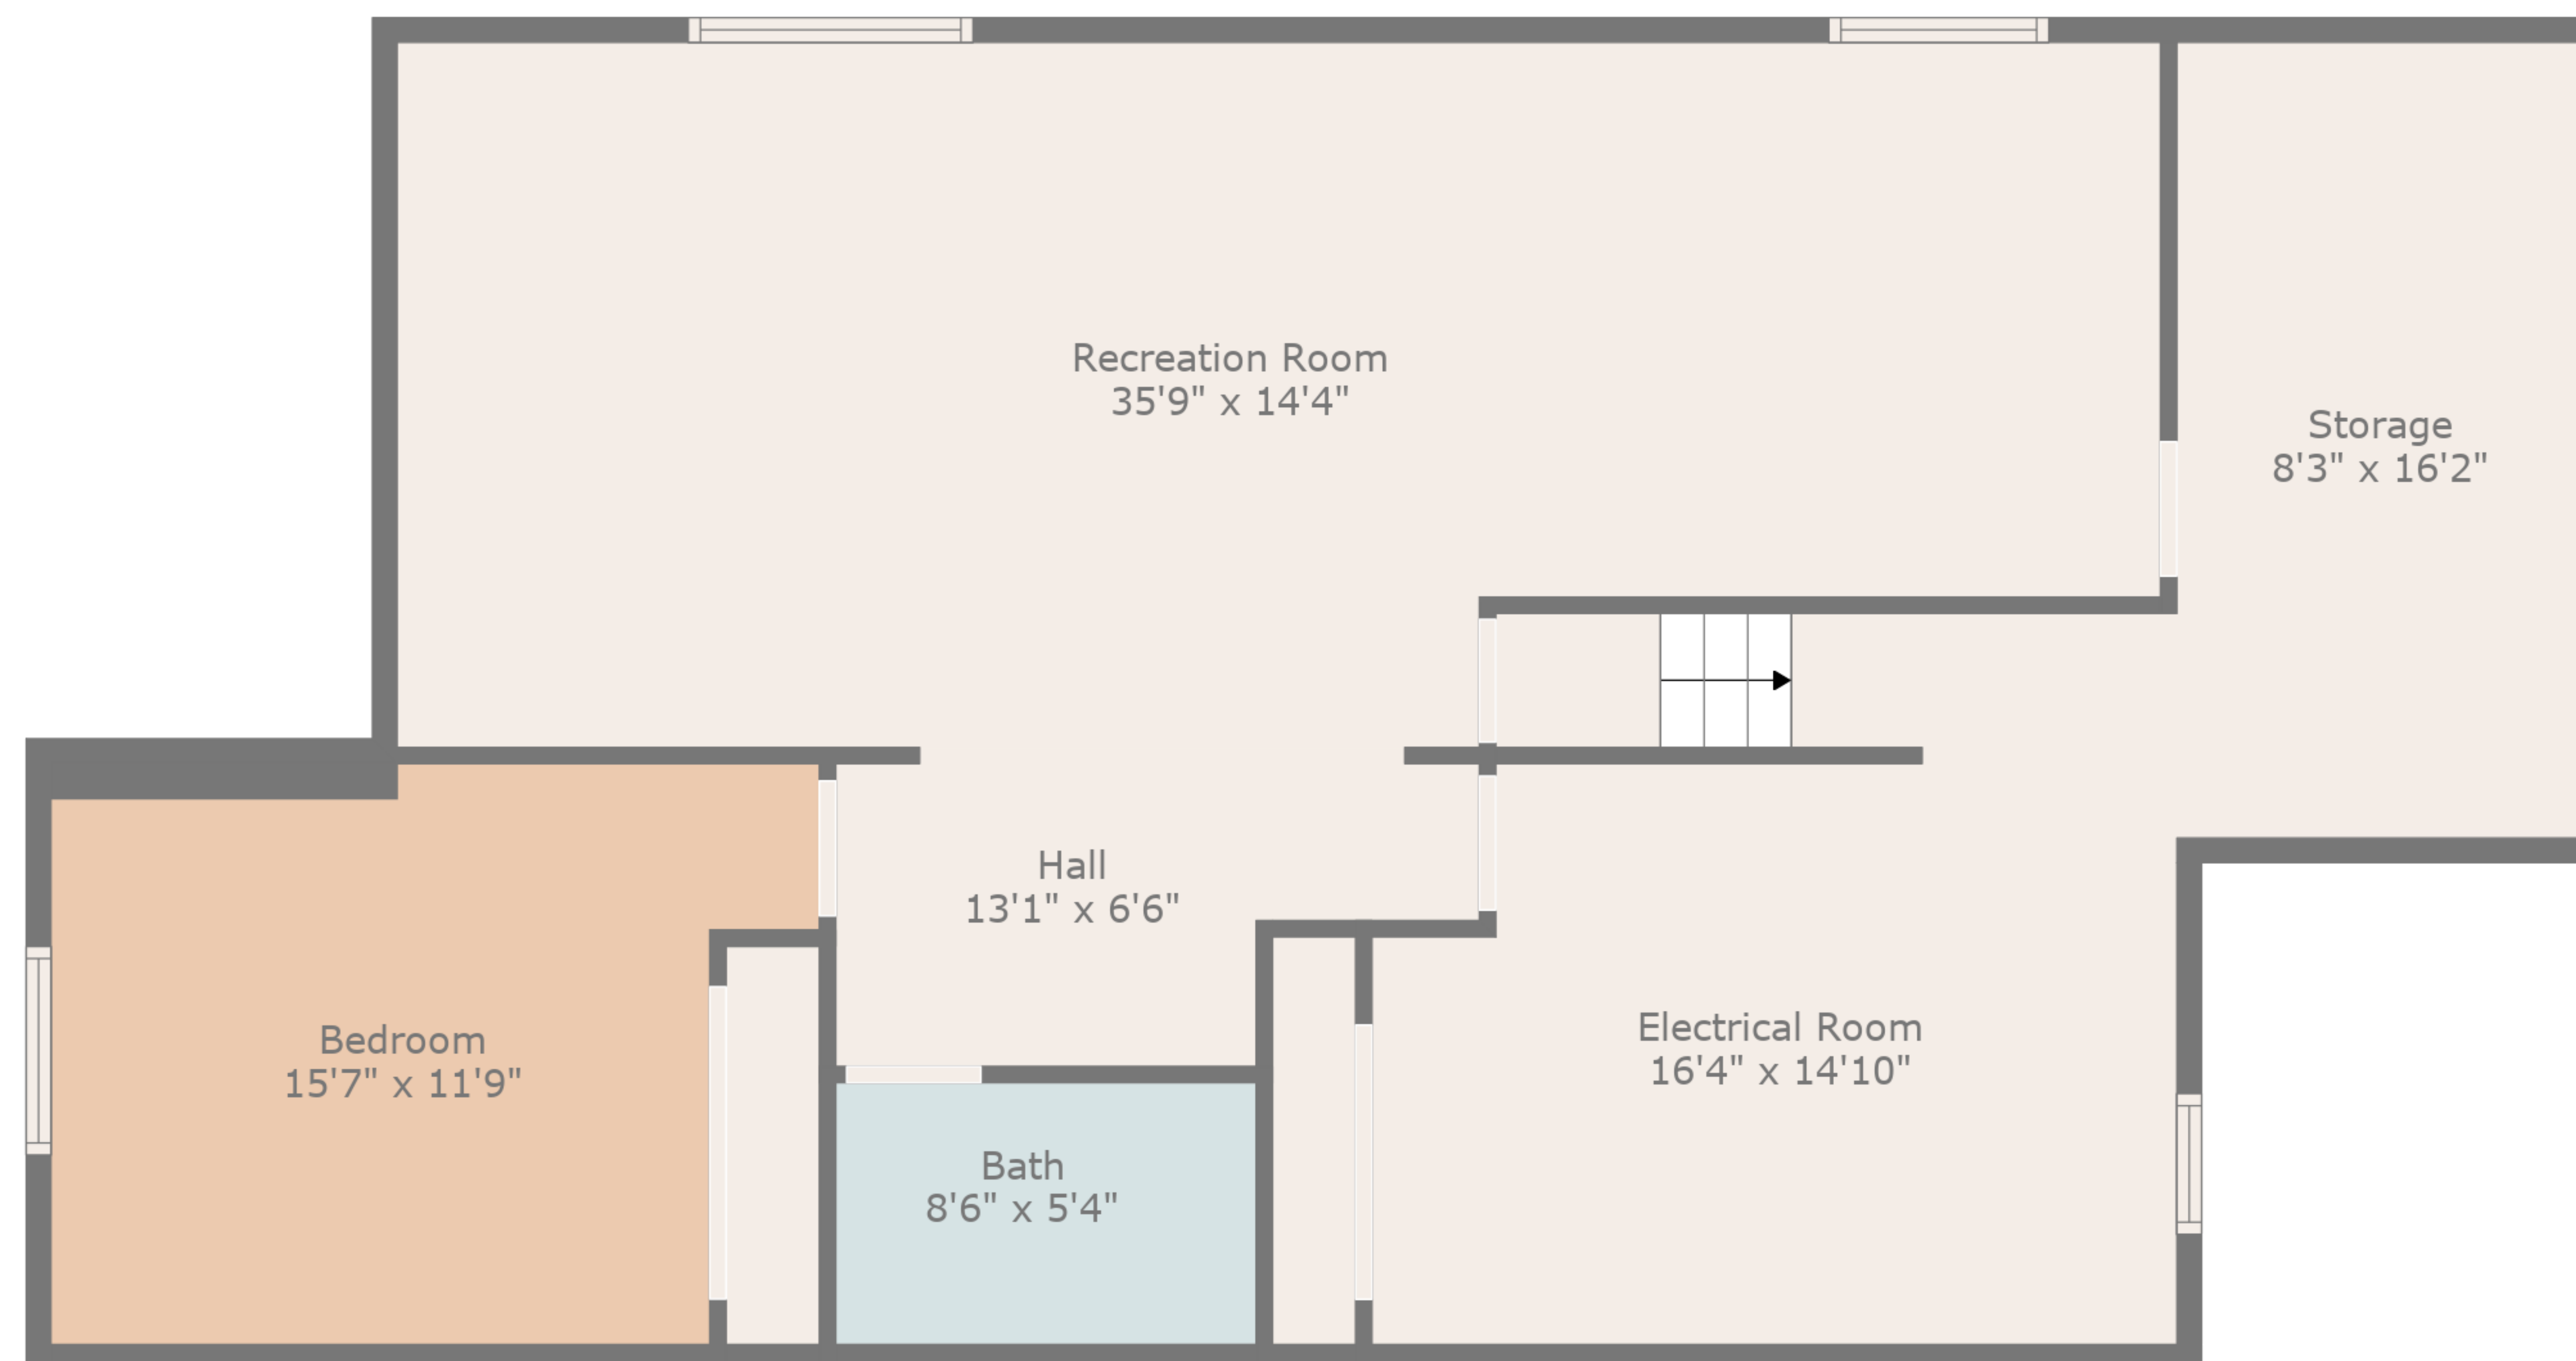 Recreation Room
35'9" x 14'4"
Storage
8'3" x 16'2"
Hall
13'1" x 6'6"
Bedroom
15'7" x 11'9"
Electrical Room
16'4" x 14'10"
Bath
8'6" x 5'4"